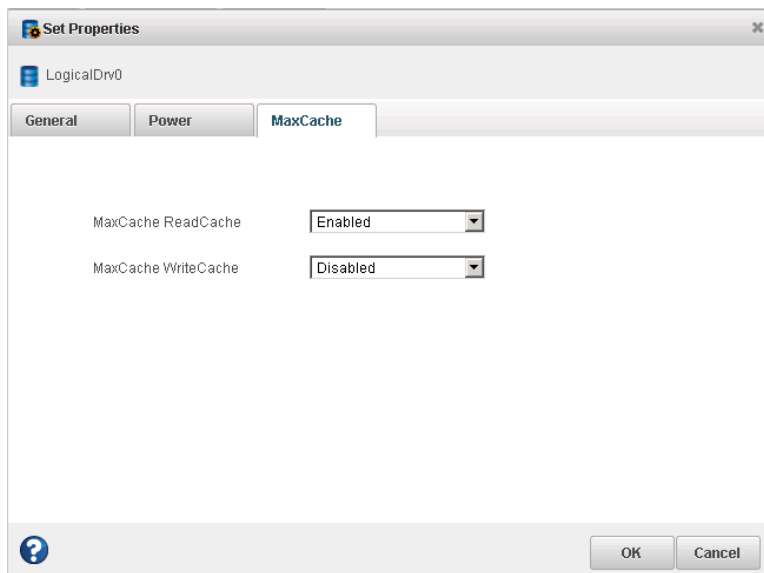 Set Properties
LogicalDrv0
General Power MaxCache
MaxCache ReadCache Enabled
MaxCache WriteCache Disabled
OK Cancel